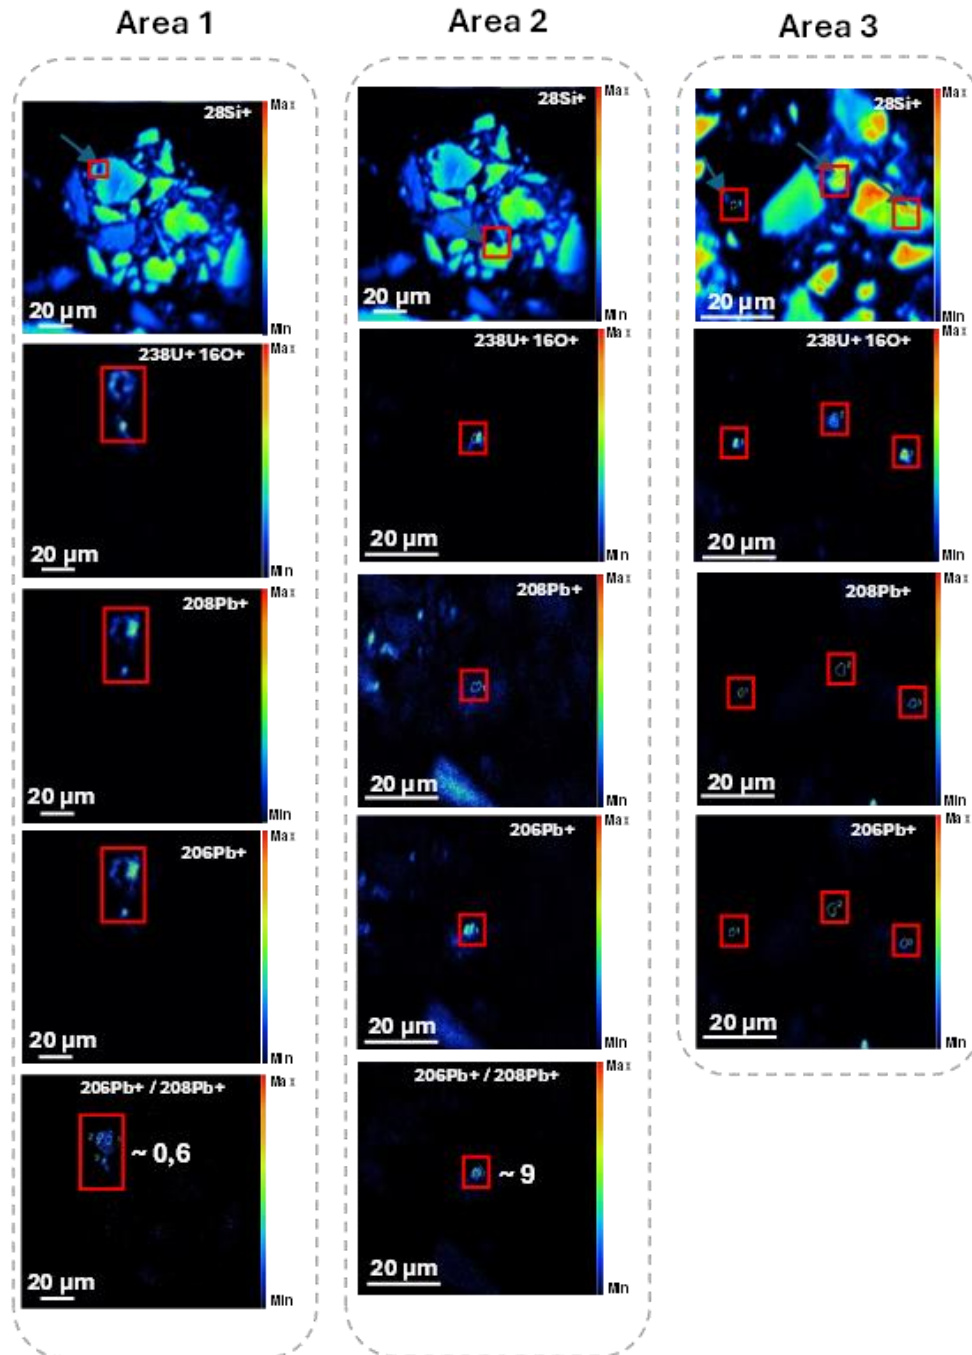 Area 1
Max
28Si+
20 µm
Min
238U+ 16O+
Max
20 µm
Min
208Pb+
Max
20 µm
Min
206Pb+
Max
20 µm
Min
206Pb+ / 208Pb+
Max
~ 0,6
20 µm
Min
Area 2
Max
28Si+
20 µm
Min
238U+ 16O+
Max
20 µm
Min
208Pb+
Max
20 µm
Min
206Pb+
Max
20 µm
Min
206Pb+ / 208Pb+
Max
~ 9
20 µm
Min
Area 3
Max
28Si+
20 µm
Min
238U+ 16O+
Max
20 µm
Min
208Pb+
Max
20 µm
Min
206Pb+
Max
20 µm
Min